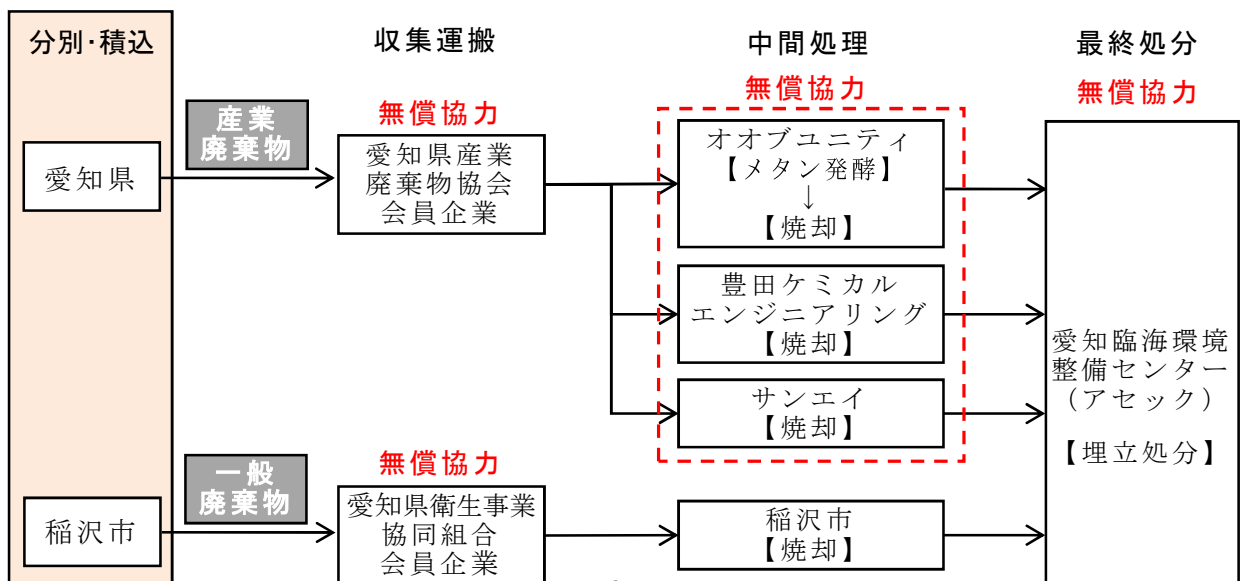 分別・積込
収集運搬
中間処理
最終処分
無償協力
無償協力
無償協力
産業
廃棄物
愛知県
愛知県産業
廃棄物協会
会員企業
オオブユニティ
【メタン発酵】
↓
【焼却】
豊田ケミカル
エンジニアリング
【焼却】
サンエイ
【焼却】
愛知臨海環境
整備センター
（アセック）
【埋立処分】
一般
廃棄物
無償協力
稲沢市
愛知県衛生事業
協同組合
会員企業
稲沢市
【焼却】